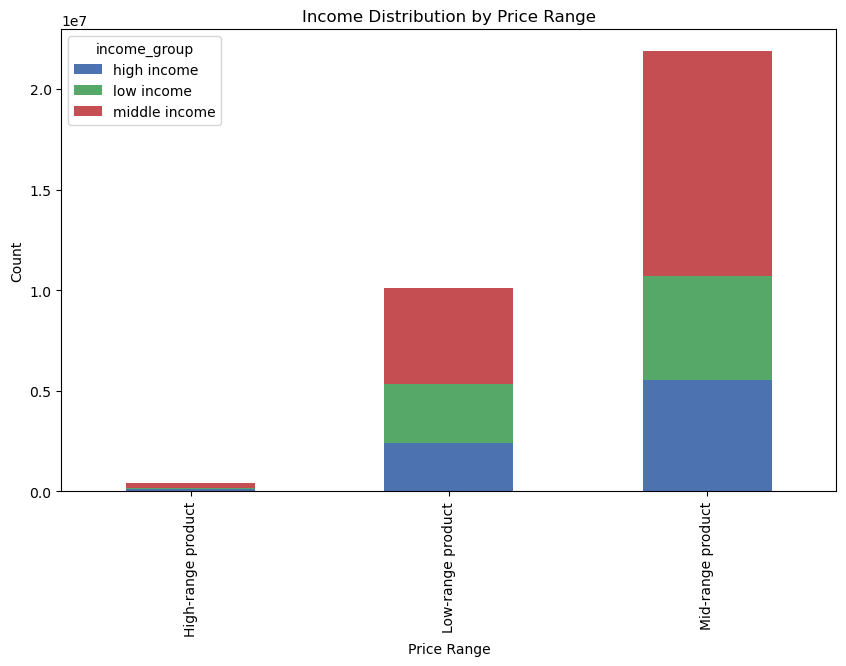 Income Distribution by Price Range
1e7
income_group
high income
low income
middle income
2.0
1.5
1.0
0.5
0.0
Count
High-range product
Low-range product
Mid-range product
Price Range